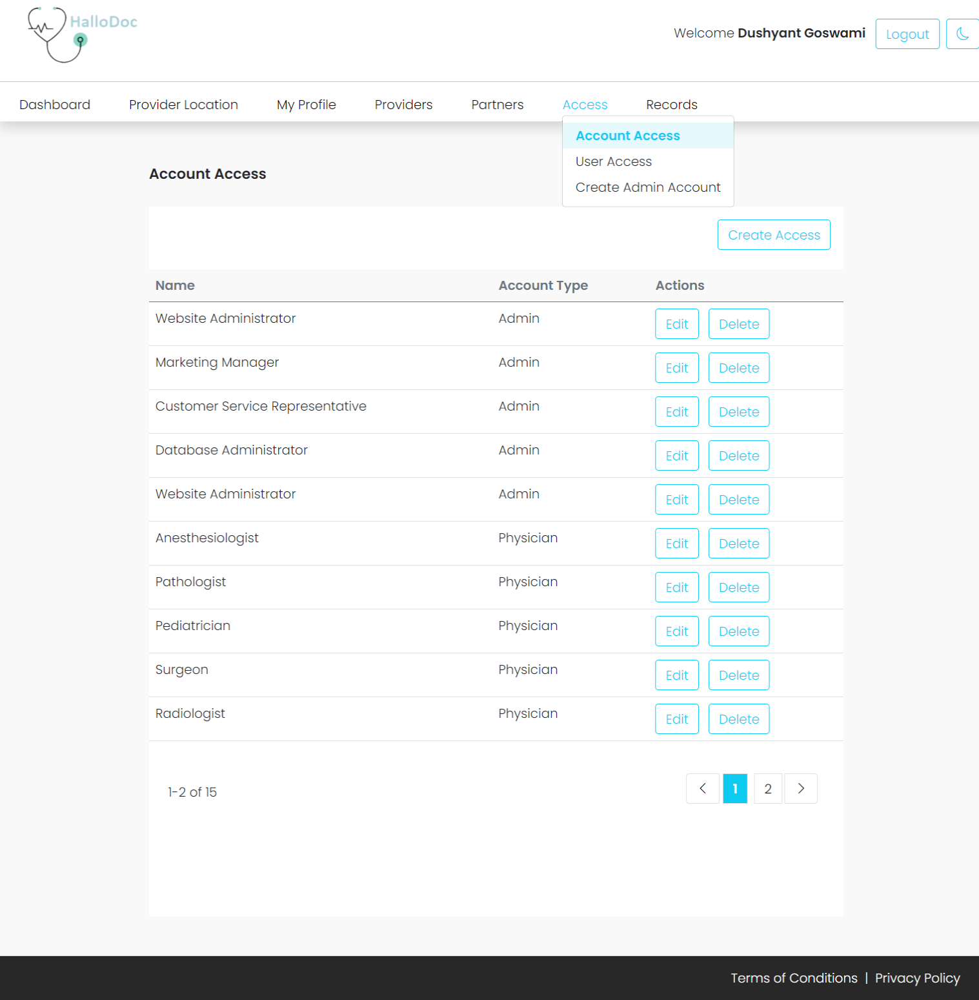 HalloDoc
Welcome Dushyant Goswami Logout
Dashboard Provider Location My Profile Providers Partners Access Records
Account Access
User Access
Create Admin Account
Account Access
Create Access
Name Account Type Actions
Website Administrator Admin Edit Delete
Marketing Manager Admin Edit Delete
Customer Service Representative Admin Edit Delete
Database Administrator Admin Edit Delete
Website Administrator Admin Edit Delete
Anesthesiologist Physician Edit Delete
Pathologist Physician Edit Delete
Pediatrician Physician Edit Delete
Surgeon Physician Edit Delete
Radiologist Physician Edit Delete
1-2 of 15 1 2
Terms of Conditions | Privacy Policy